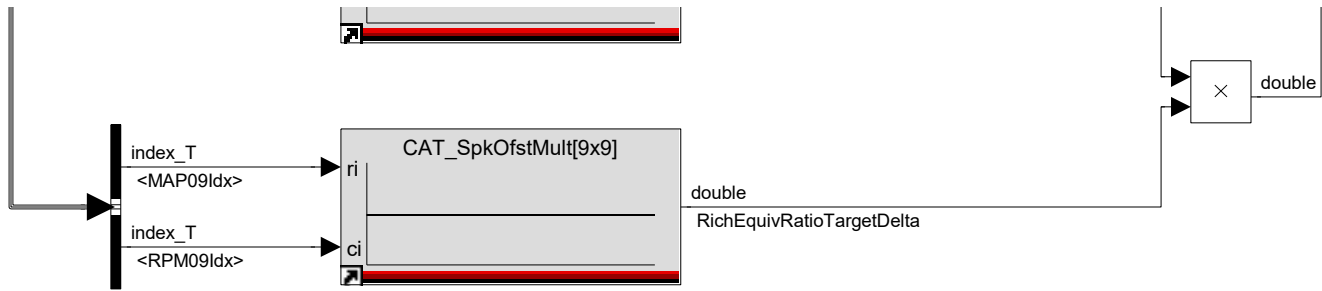 double
index_T
<MAP09Idx>
ri
CAT_SpkOfstMult[9x9]
double
RichEquivRatioTargetDelta
index_T
<RPM09Idx>
ci